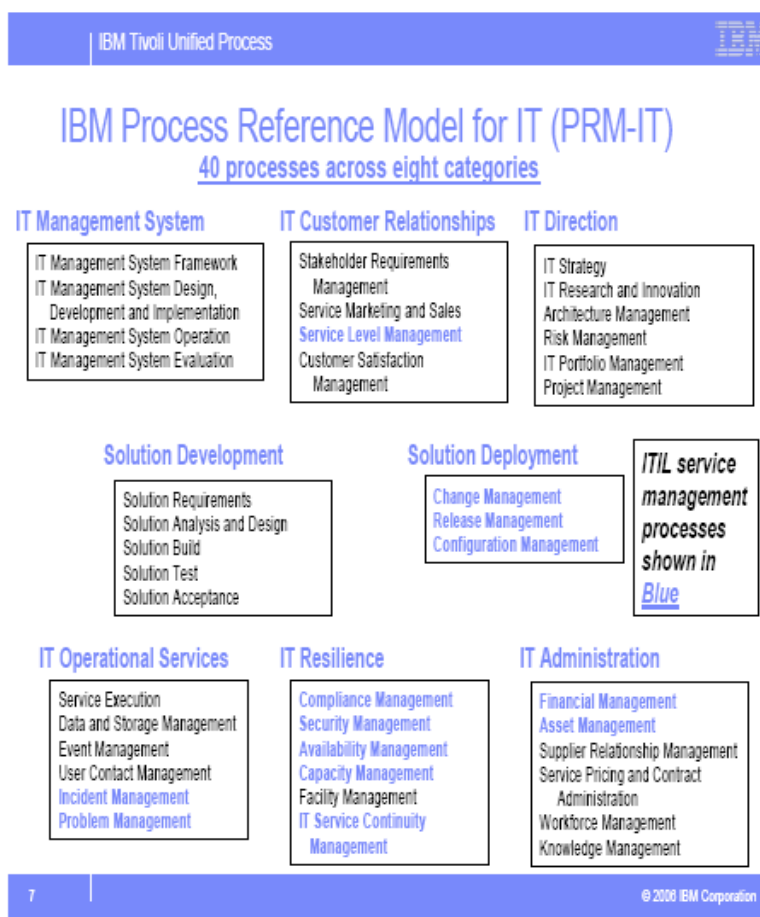 IBM Tivoli Unified Process
IBM
IBM Process Reference Model for IT (PRM-IT)
40 processes across eight categories
IT Management System
IT Management System Framework
IT Management System Design,
Development and Implementation
IT Management System Operation
IT Management System Evaluation
IT Customer Relationships
Stakeholder Requirements
Management
Service Marketing and Sales
Service Level Management
Customer Satisfaction
Management
IT Direction
IT Strategy
IT Research and Innovation
Architecture Management
Risk Management
IT Portfolio Management
Project Management
Solution Development
Solution Requirements
Solution Analysis and Design
Solution Build
Solution Test
Solution Acceptance
Solution Deployment
Change Management
Release Management
Configuration Management
ITIL service
management
processes
shown in
Blue
IT Operational Services
Service Execution
Data and Storage Management
Event Management
User Contact Management
Incident Management
Problem Management
IT Resilience
Compliance Management
Security Management
Availability Management
Capacity Management
Facility Management
IT Service Continuity
Management
IT Administration
Financial Management
Asset Management
Supplier Relationship Management
Service Pricing and Contract
Administration
Workforce Management
Knowledge Management
7
© 2006 IBM Corporation